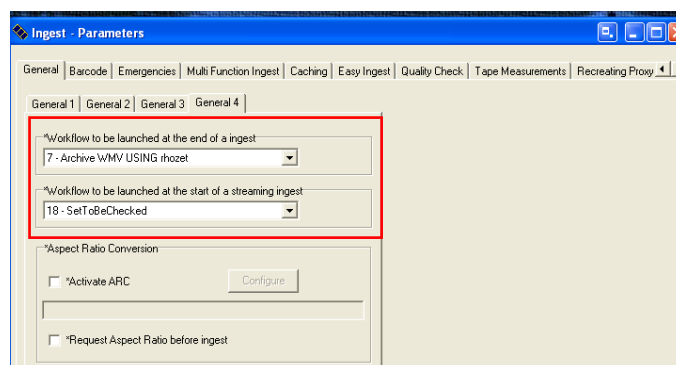 Ingest - Parameters
General Barcode Emergencies Multi Function Ingest Caching Easy Ingest Quality Check Tape Measurements Recreating Proxy
General 1 General 2 General 3 General 4
*Workflow to be launched at the end of a ingest
7 - Archive WMV USING rhozet
*Workflow to be launched at the start of a streaming ingest
18 - SetToBeChecked
*Aspect Ratio Conversion
*Activate ARC Configure
*Request Aspect Ratio before ingest